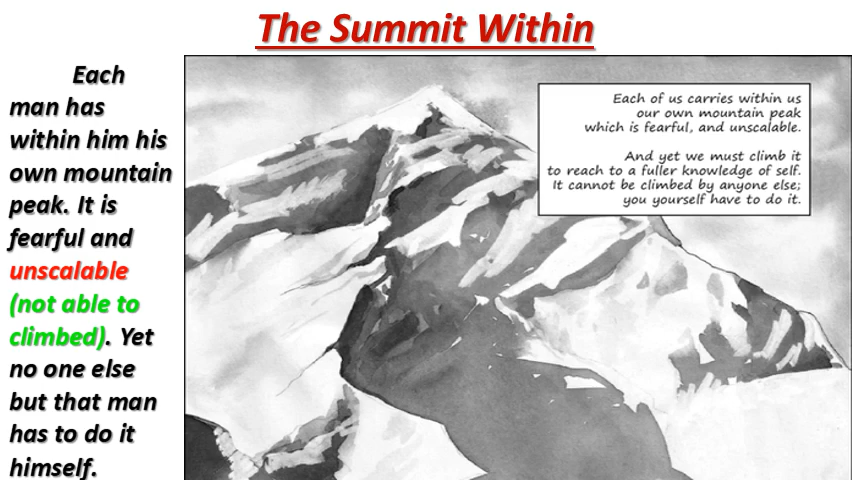 The Summit Within
Each
man has
within him his
own mountain
peak. It is
fearful and
unscalable
(not able to
climbed). Yet
no one else
but that man
has to do it
himself.
Each of us carries within us
our own mountain peak
which is fearful, and unscalable.
And yet we must climb it
to reach to a fuller knowledge of self.
It cannot be climbed by anyone else;
you yourself have to do it.